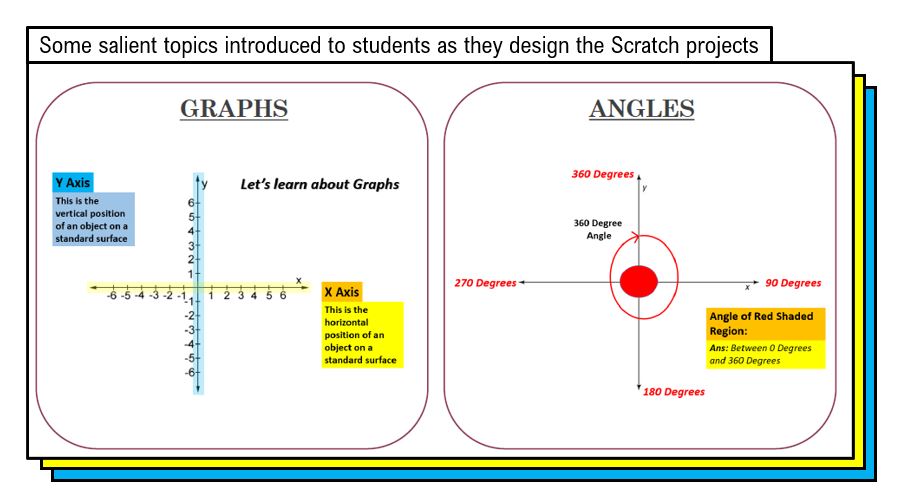 Some salient topics introduced to students as they design the Scratch projects
GRAPHS
Let's learn about Graphs
Y Axis
This is the
vertical position
of an object on a
standard surface
y
6
5
4
3
2
1
x
-6 -5 -4 -3 -2 -1 1 2 3 4 5 6
-1
-2
-3
-4
-5
-6
X Axis
This is the
horizontal
position of an
object on a
standard surface
ANGLES
360 Degrees
y
360 Degree
Angle
270 Degrees
x
90 Degrees
Angle of Red Shaded
Region:
Ans: Between 0 Degrees
and 360 Degrees
180 Degrees